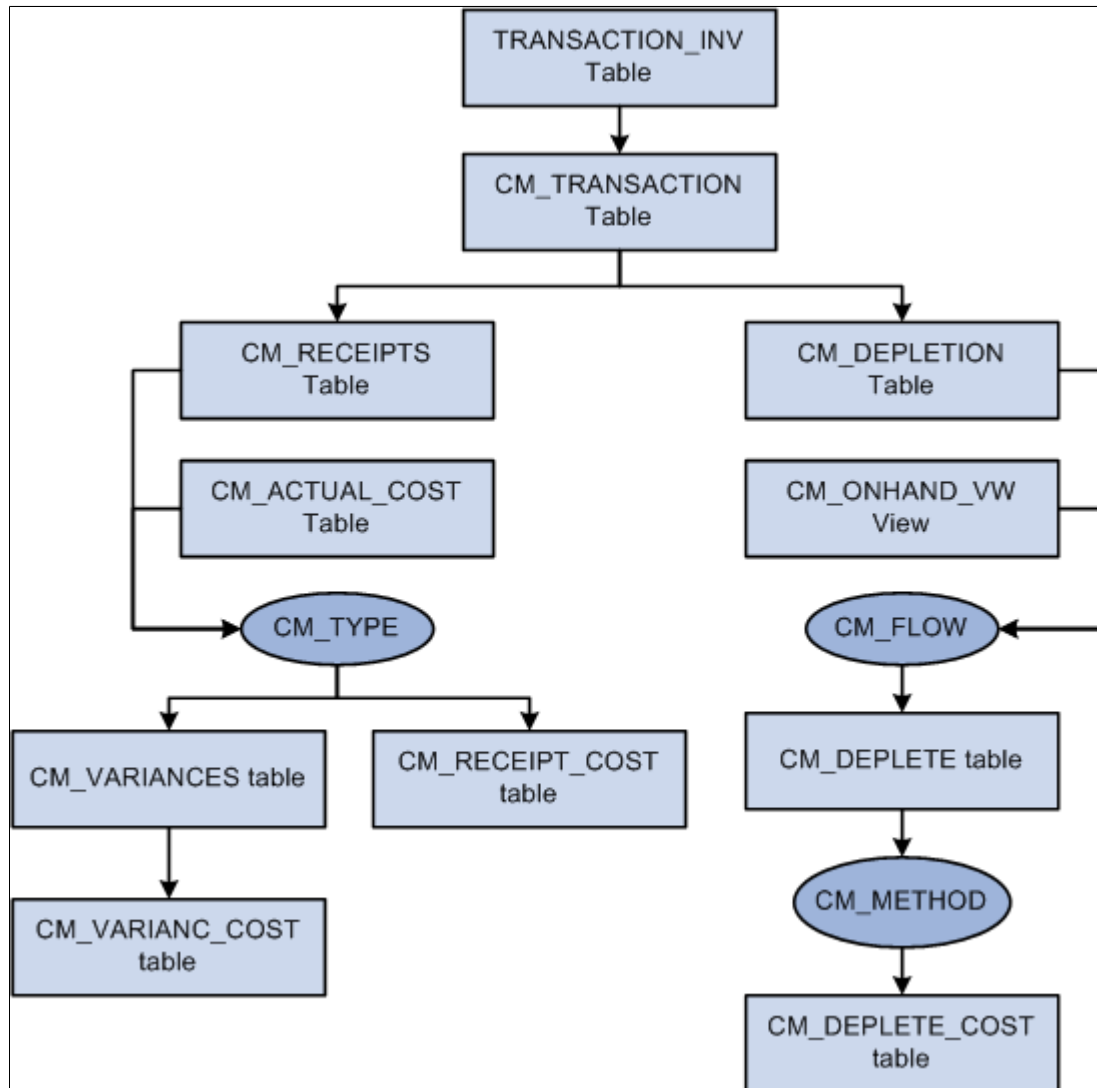 TRANSACTION_INV
Table
CM_TRANSACTION
Table
CM_RECEIPTS
Table
CM_DEPLETION
Table
CM_ACTUAL_COST
Table
CM_ONHAND_VW
View
CM_TYPE
CM_FLOW
CM_VARIANCES table
CM_RECEIPT_COST
table
CM_DEPLETE table
CM_VARIANC_COST
table
CM_METHOD
CM_DEPLETE_COST
table